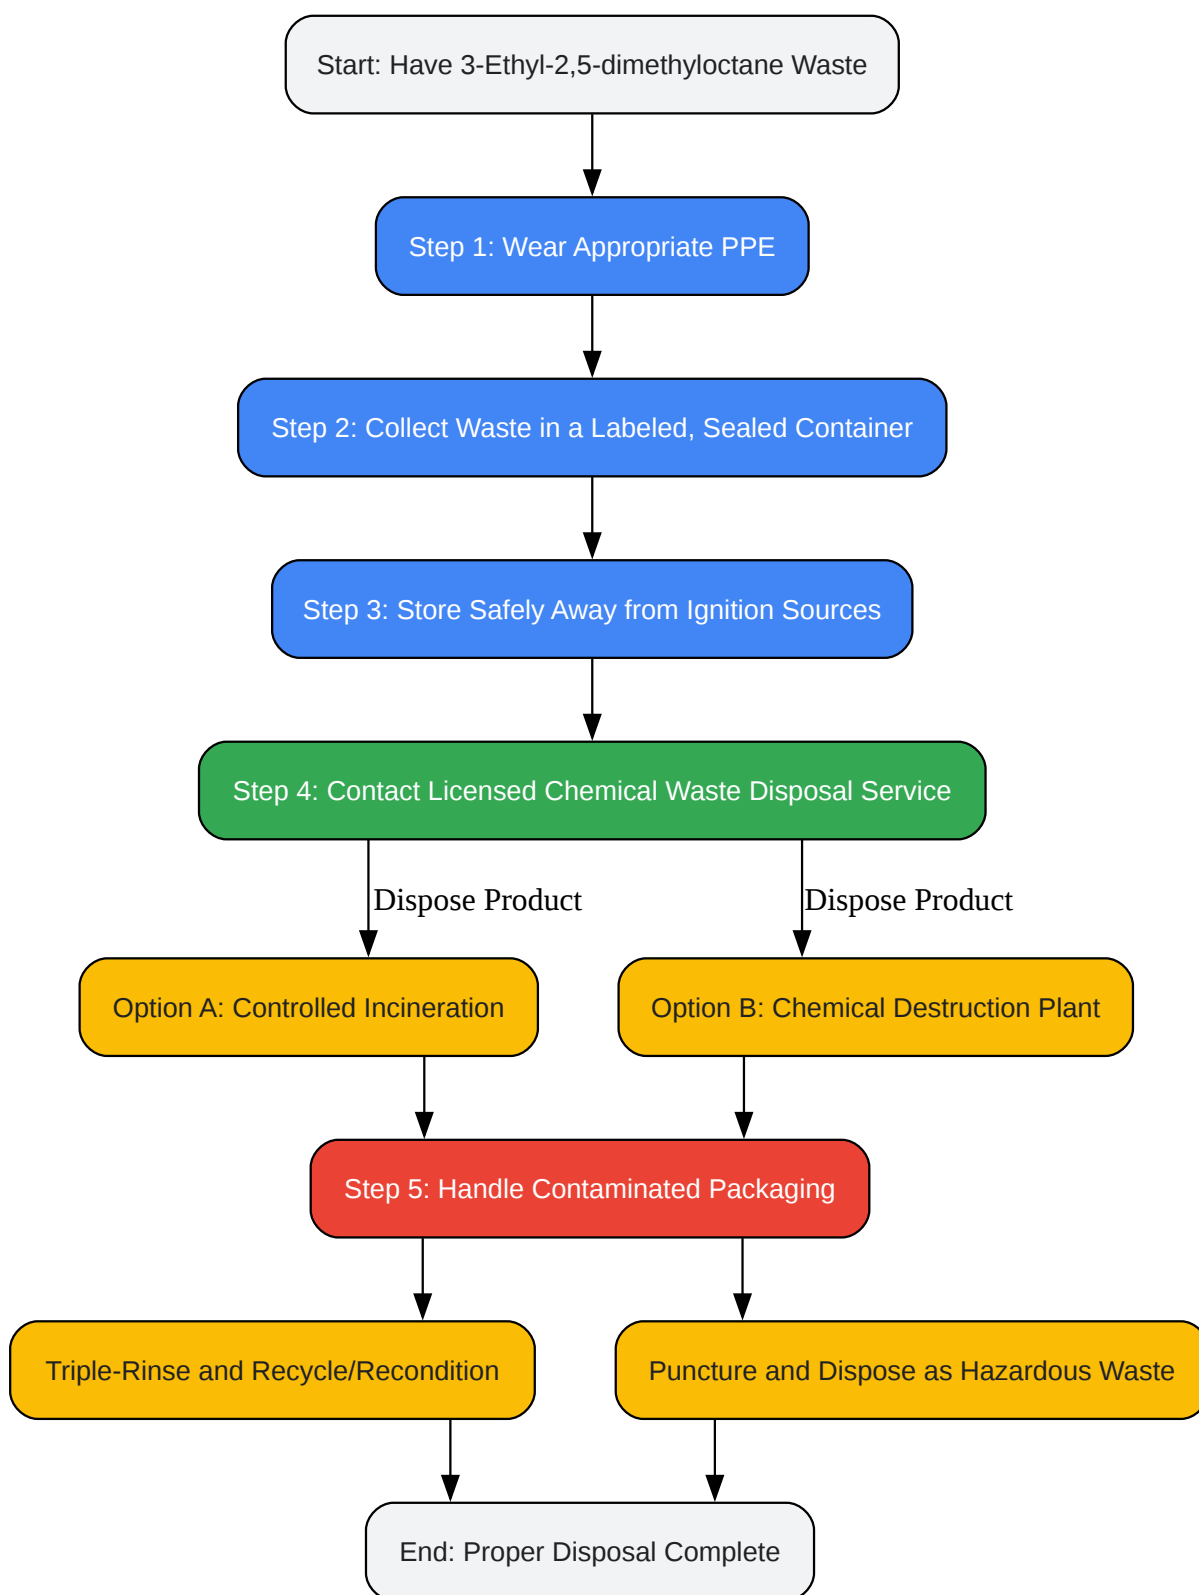 Start: Have 3-Ethyl-2,5-dimethyloctane Waste
Step 1: Wear Appropriate PPE
Step 2: Collect Waste in a Labeled, Sealed Container
Step 3: Store Safely Away from Ignition Sources
Step 4: Contact Licensed Chemical Waste Disposal Service
Dispose Product
Dispose Product
Option A: Controlled Incineration
Option B: Chemical Destruction Plant
Step 5: Handle Contaminated Packaging
Triple-Rinse and Recycle/Recondition
Puncture and Dispose as Hazardous Waste
End: Proper Disposal Complete